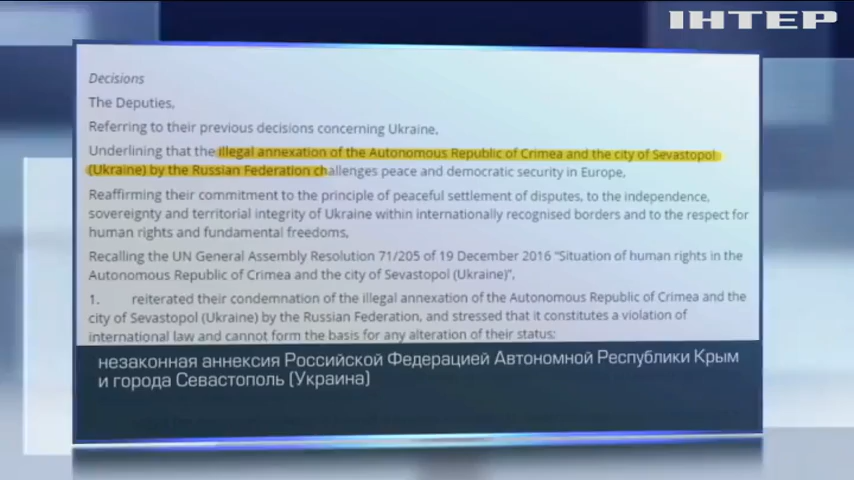 ІНТЕР
Decisions
The Deputies,
Referring to their previous decisions concerning Ukraine,
Underlining that the illegal annexation of the Autonomous Republic of Crimea and the city of Sevastopol
(Ukraine) by the Russian Federation challenges peace and democratic security in Europe,
Reaffirming their commitment to the principle of peaceful settlement of disputes, to the independence,
sovereignty and territorial integrity of Ukraine within internationally recognised borders and to the respect for
human rights and fundamental freedoms,
Recalling the UN General Assembly Resolution 71/205 of 19 December 2016 "Situation of human rights in the
Autonomous Republic of Crimea and the city of Sevastopol (Ukraine)",
1. reiterated their condemnation of the illegal annexation of the Autonomous Republic of Crimea and the
city of Sevastopol (Ukraine) by the Russian Federation, and stressed that it constitutes a violation of
international law and cannot form the basis for any alteration of their status;
незаконная аннексия Российской Федерацией Автономной Республики Крым
и города Севастополь (Украина)